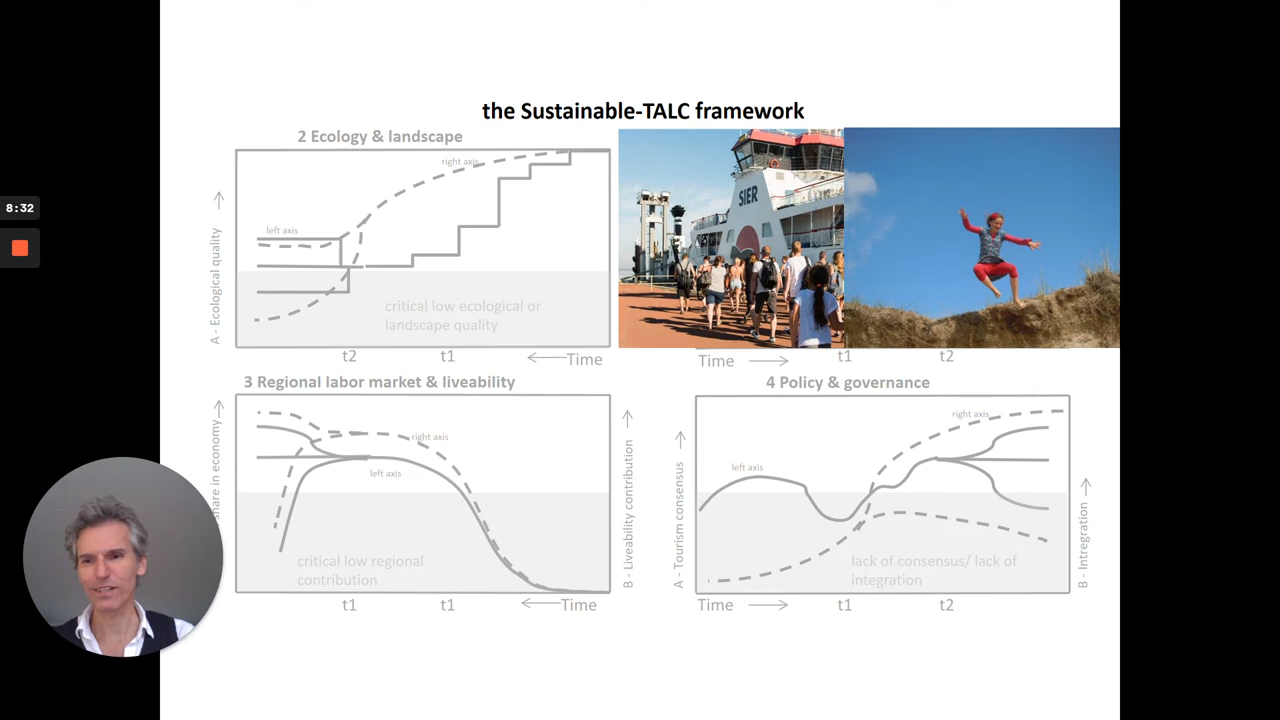 the Sustainable-TALC framework
2 Ecology & landscape
right axis
SIER
8:32
left axis
A - Ecological quality
critical low ecological or
landscape quality
t2
t1
Time
Time
t1
t2
3 Regional labor market & liveability
4 Policy & governance
right axis
right axis
left axis
left axis
share in economy
B - Liveability contribution
A - Tourism consensus
B - Intregration
critical low regional
contribution
lack of consensus/ lack of
integration
t1
t1
Time
Time
t1
t2